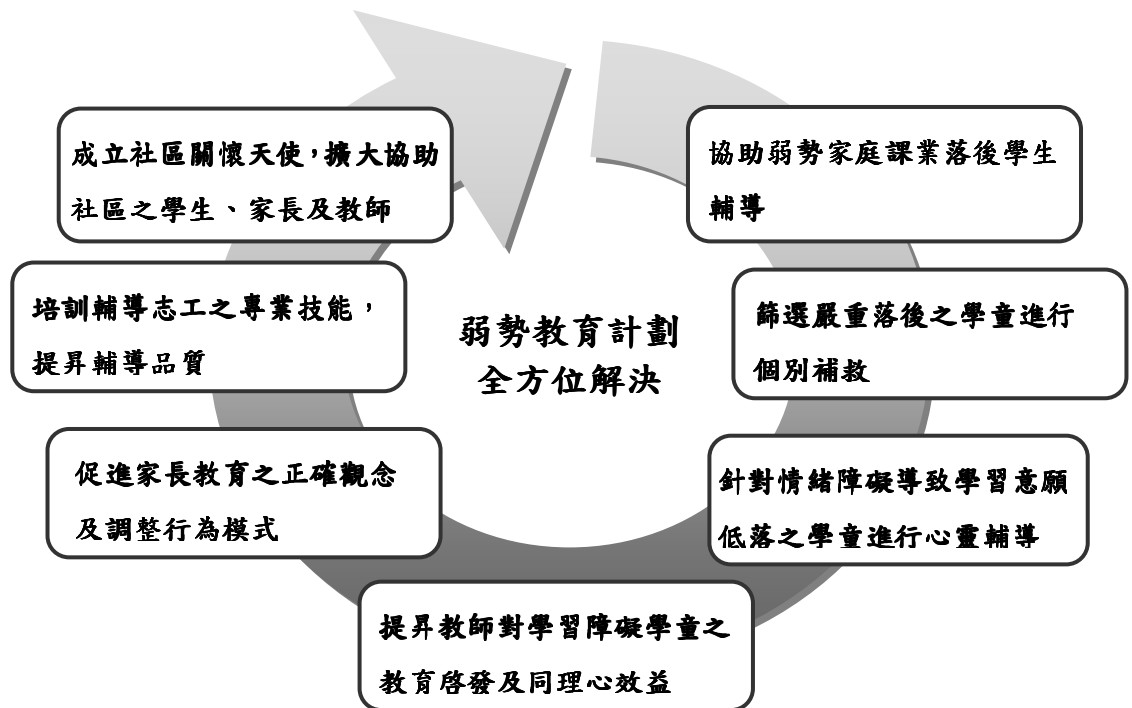 弱勢教育計劃
全方位解決
協助弱勢家庭課業落後學生
輔導
篩選嚴重落後之學童進行
個別補救
針對情緒障礙導致學習意願
低落之學童進行心靈輔導
提昇教師對學習障礙學童之
教育啓發及同理心效益
促進家長教育之正確觀念
及調整行為模式
培訓輔導志工之專業技能，
提昇輔導品質
成立社區關懷天使，擴大協助
社區之學生、家長及教師